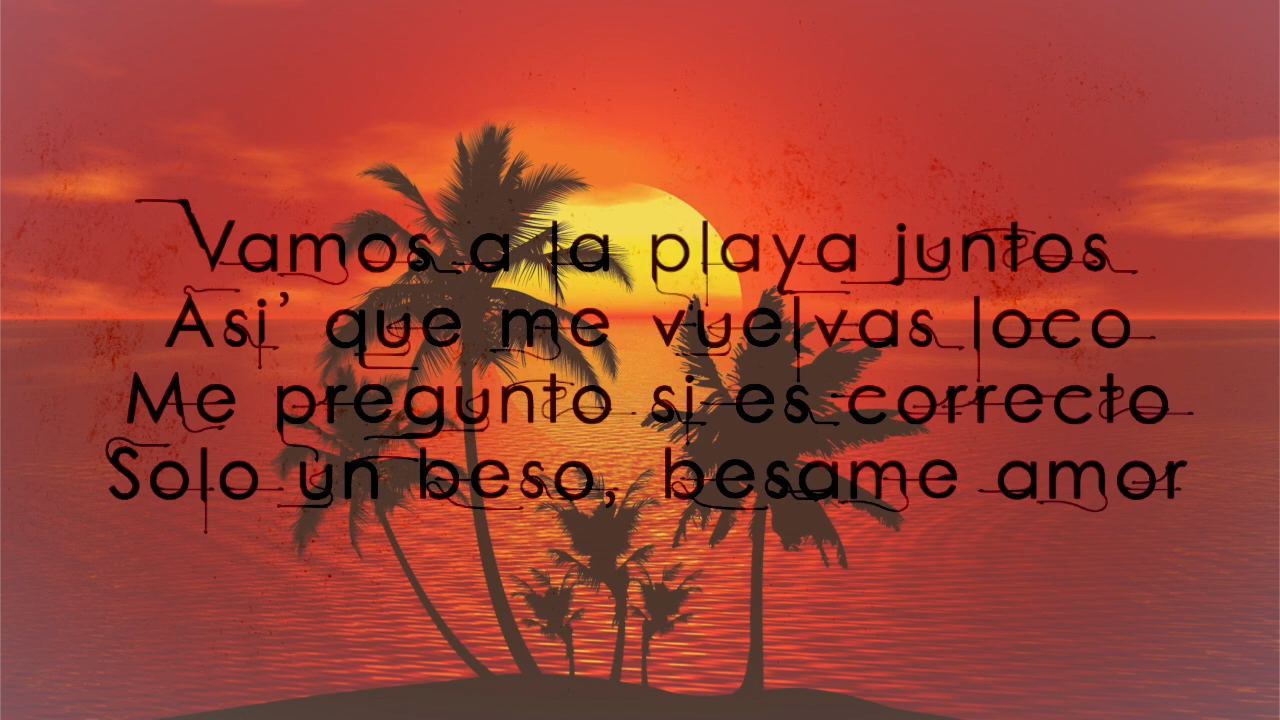 Vamos a la playa juntos
Asi' que me vuelvas loco
Me pregunto si es correcto
Solo un beso, besame amor